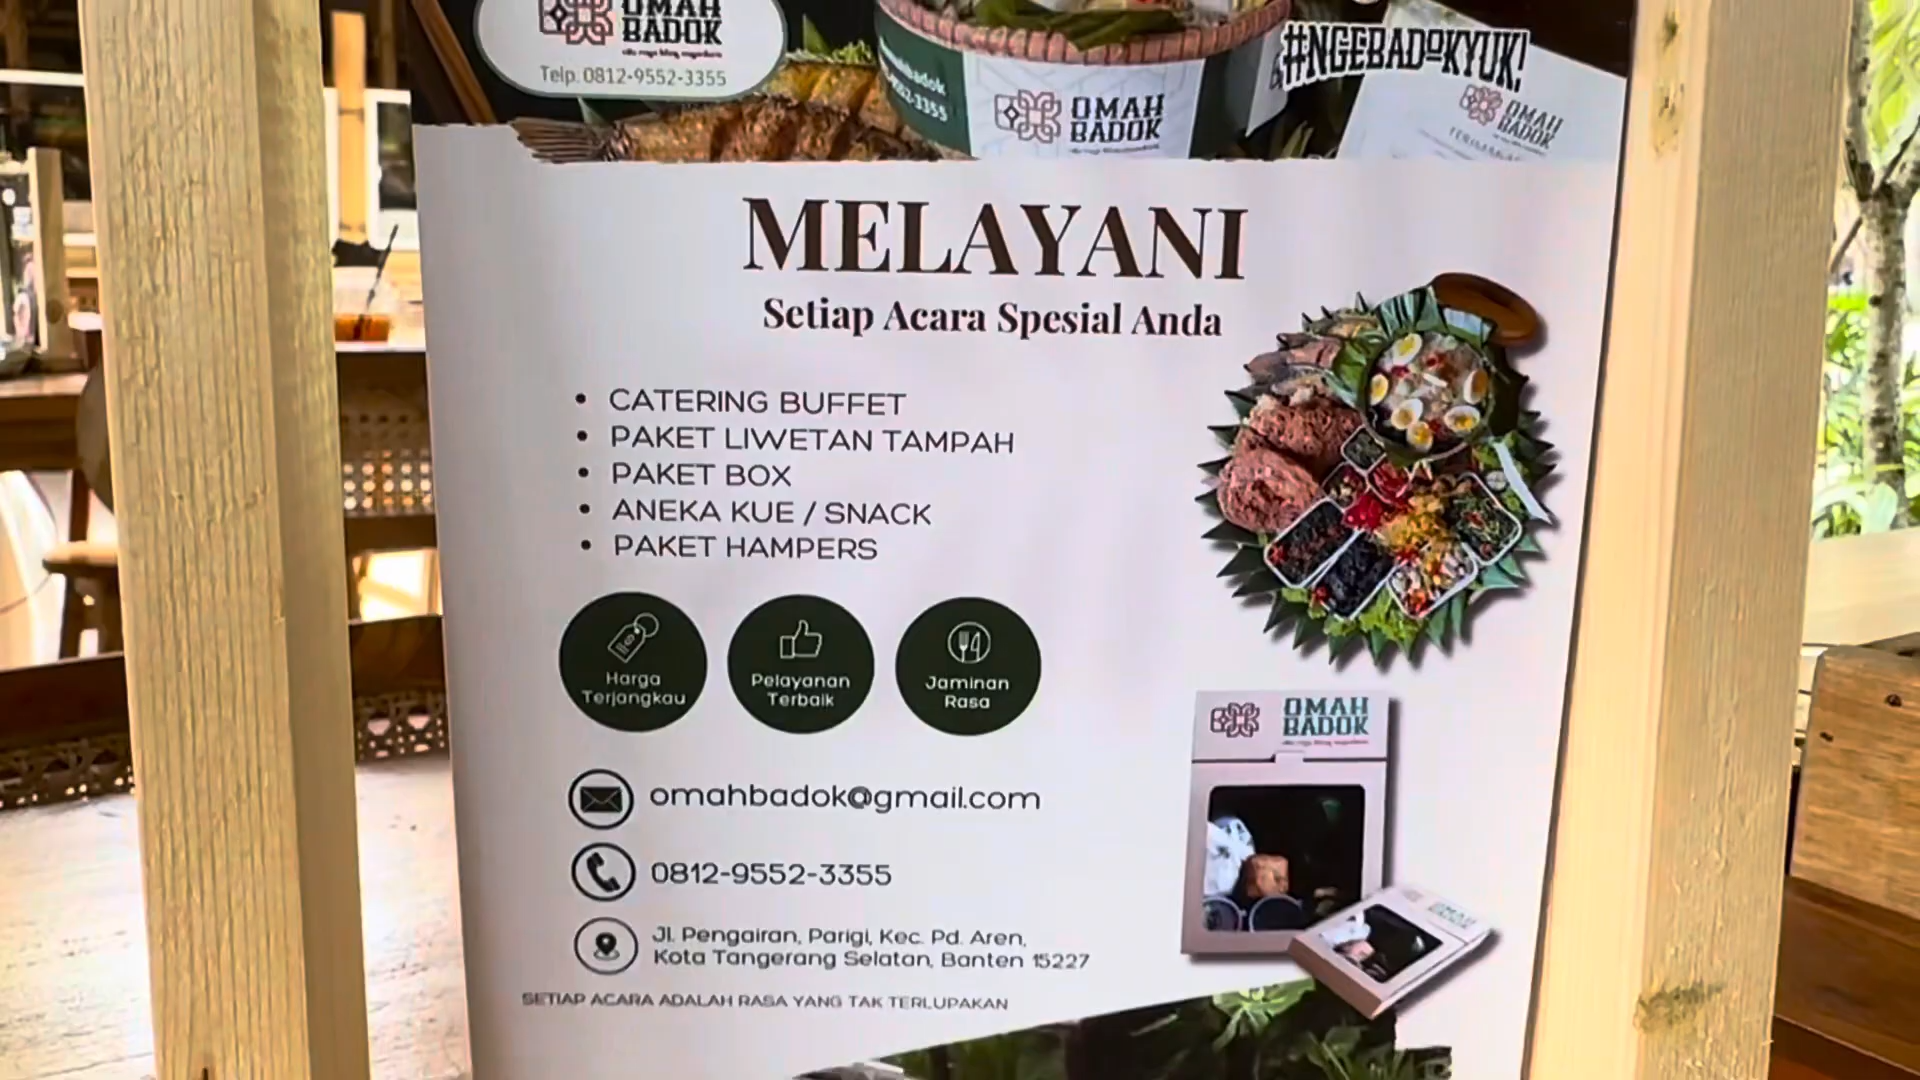 OMAH
BADOK
Telp. 0812-9552-3355
OMAH
BADOK
#NGEBADOKYUK!
OMAH
BADOK
MELAYANI
Setiap Acara Spesial Anda
• CATERING BUFFET
• PAKET LIWETAN TAMPAH
• PAKET BOX
• ANEKA KUE / SNACK
• PAKET HAMPERS
Harga
Terjangkau
Pelayanan
Terbaik
Jaminan
Rasa
OMAH
BADOK
omahbadok@gmail.com
0812-9552-3355
Jl. Pengairan, Parigi, Kec. Pd. Aren,
Kota Tangerang Selatan, Banten 15227
SETIAP ACARA ADALAH RASA YANG TAK TERLUPAKAN